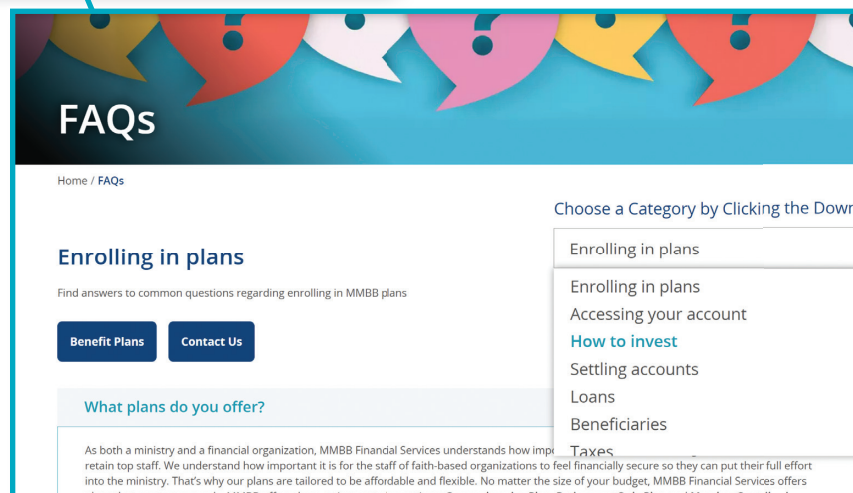 FAQs
Home / FAQs
Choose a Category by Clicking the Down
Enrolling in plans
Enrolling in plans
Find answers to common questions regarding enrolling in MMBB plans
Benefit Plans
Contact Us
Enrolling in plans
Accessing your account
How to invest
Settling accounts
Loans
Beneficiaries
Taxes
What plans do you offer?
As both a ministry and a financial organization, MMBB Financial Services understands how
retain top staff. We understand how important it is for the staff of faith-based organizations to feel financially secure so they can put their full effort
into the ministry. That's why our plans are tailored to be affordable and flexible. No matter the size of your budget, MMBB Financial Services offers